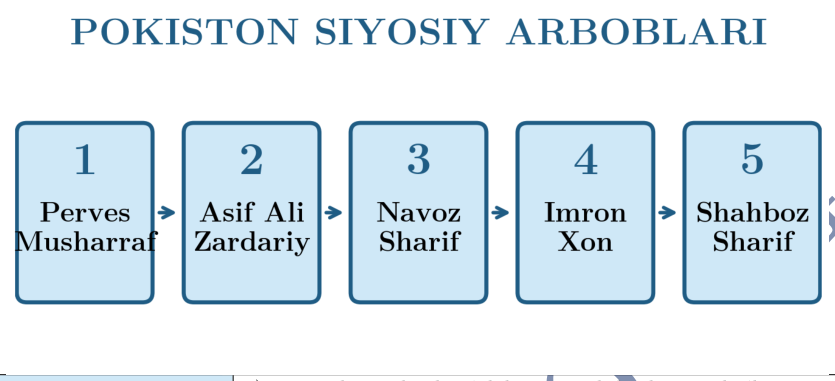 POKISTON SIYOSIY ARBOBLARI
1
Perves
Musharraf
2
Asif Ali
Zardariy
3
Navoz
Sharif
4
Imron
Xon
5
Shahboz
Sharif